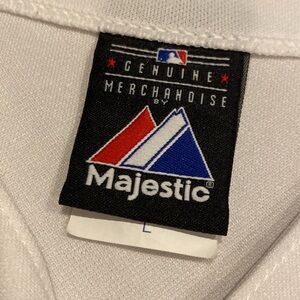 GENUINE
MERCHANDISE
BY
Majestic®
L